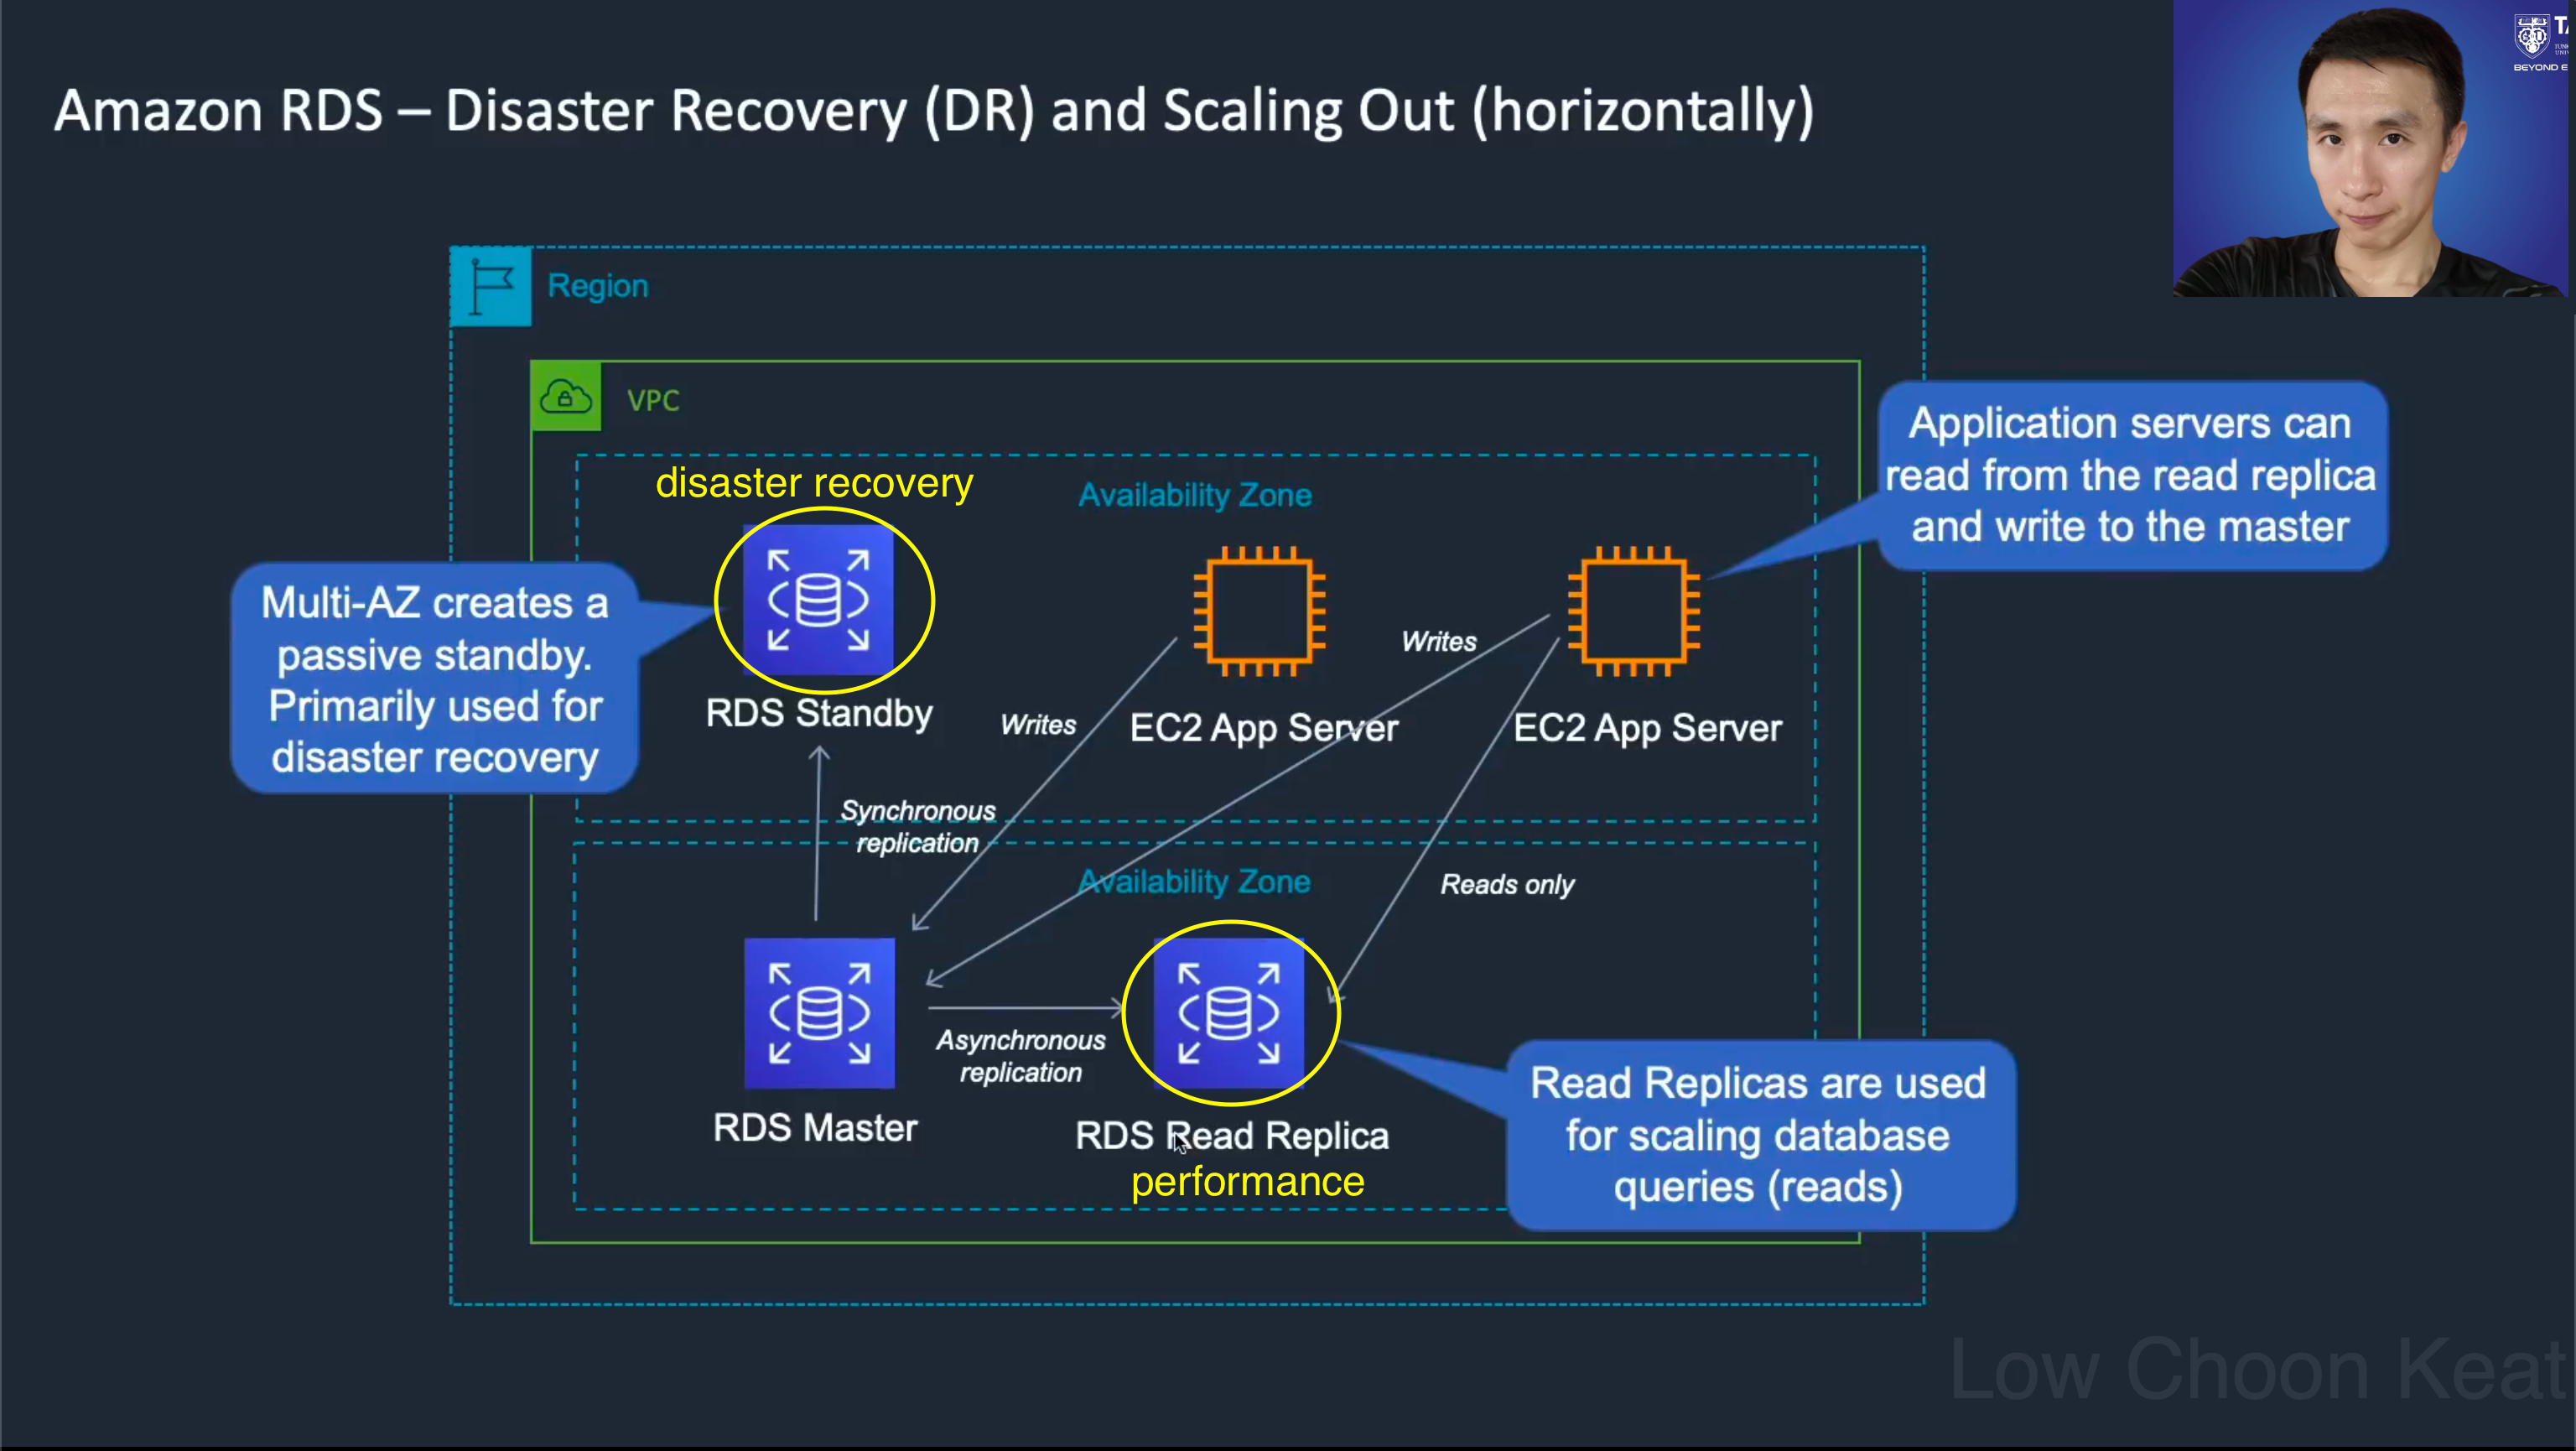 Amazon RDS – Disaster Recovery (DR) and Scaling Out (horizontally)
BEYOND E
Region
VPC
disaster recovery
Availability Zone
Application servers can
read from the read replica
and write to the master
Multi-AZ creates a
passive standby.
Primarily used for
disaster recovery
RDS Standby
Writes
EC2 App Server
Writes
EC2 App Server
Synchronous
replication
Availability Zone
Reads only
Asynchronous
replication
RDS Master
RDS Read Replica
performance
Read Replicas are used
for scaling database
queries (reads)
Low Choon Keat